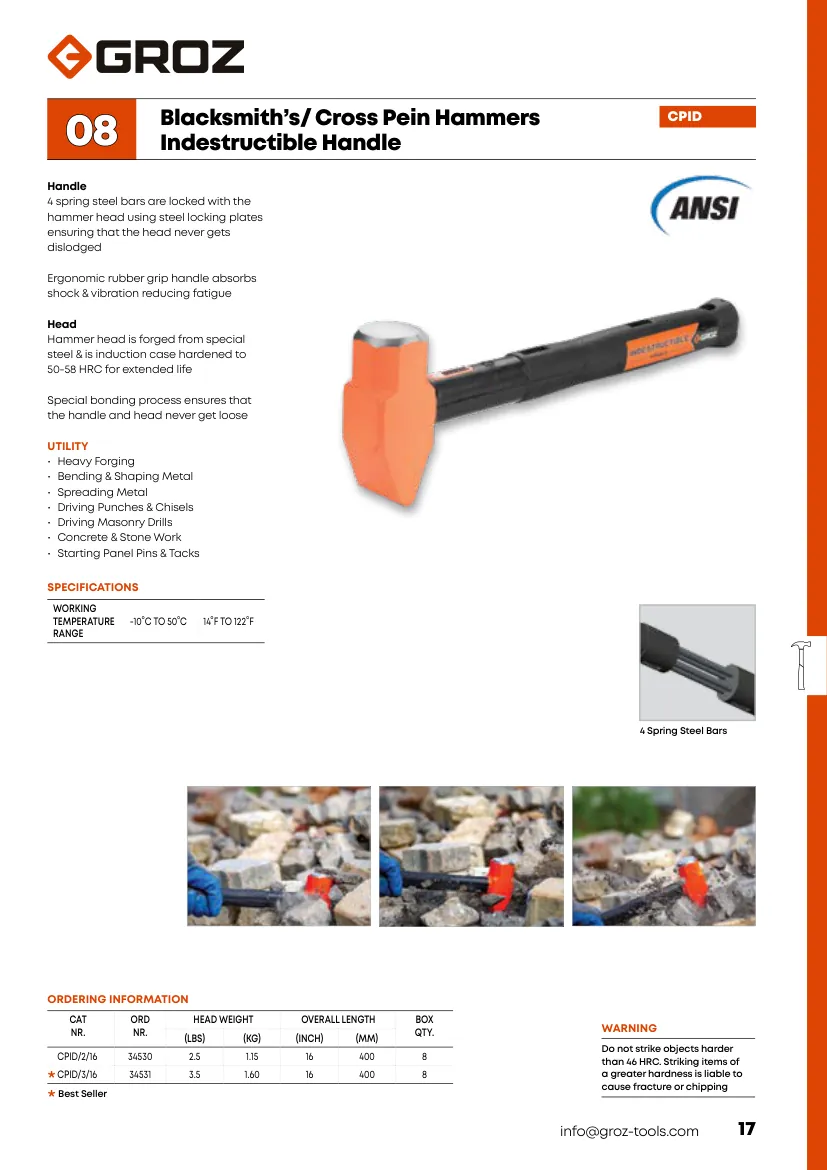 GROZ
08
Blacksmith's/ Cross Pein Hammers
Indestructible Handle
CPID
Handle
4 spring steel bars are locked with the
hammer head using steel locking plates
ensuring that the head never gets
dislodged
Ergonomic rubber grip handle absorbs
shock & vibration reducing fatigue
Head
Hammer head is forged from special
steel & is induction case hardened to
50-58 HRC for extended life
Special bonding process ensures that
the handle and head never get loose
ANSI
INDESTRUCTIBLE
GROZ
UTILITY
· Heavy Forging
· Bending & Shaping Metal
· Spreading Metal
· Driving Punches & Chisels
· Driving Masonry Drills
· Concrete & Stone Work
· Starting Panel Pins & Tacks
SPECIFICATIONS
WORKING
TEMPERATURE -10°C TO 50°C 14°F TO 122°F
RANGE
4 Spring Steel Bars
ORDERING INFORMATION
CAT ORD HEAD WEIGHT OVERALL LENGTH BOX
NR. NR. (LBS) (KG) (INCH) (MM) QTY.
CPID/2/16 34530 2.5 1.15 16 400 8
★ CPID/3/16 34531 3.5 1.60 16 400 8
★ Best Seller
WARNING
Do not strike objects harder
than 46 HRC. Striking items of
a greater hardness is liable to
cause fracture or chipping
info@groz-tools.com 17